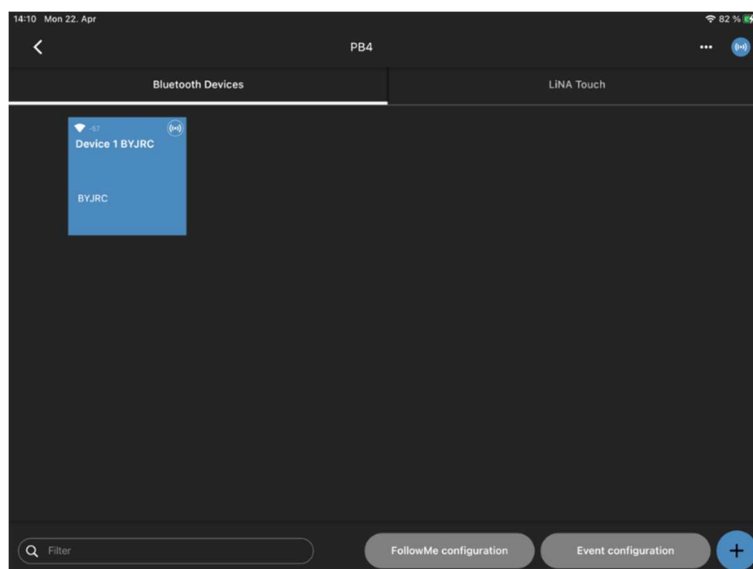 14:10 Mon 22. Apr
82 %
PB4
Bluetooth Devices
LiNA Touch
-57
Device 1 BYJRC
BYJRC
Filter
FollowMe configuration
Event configuration